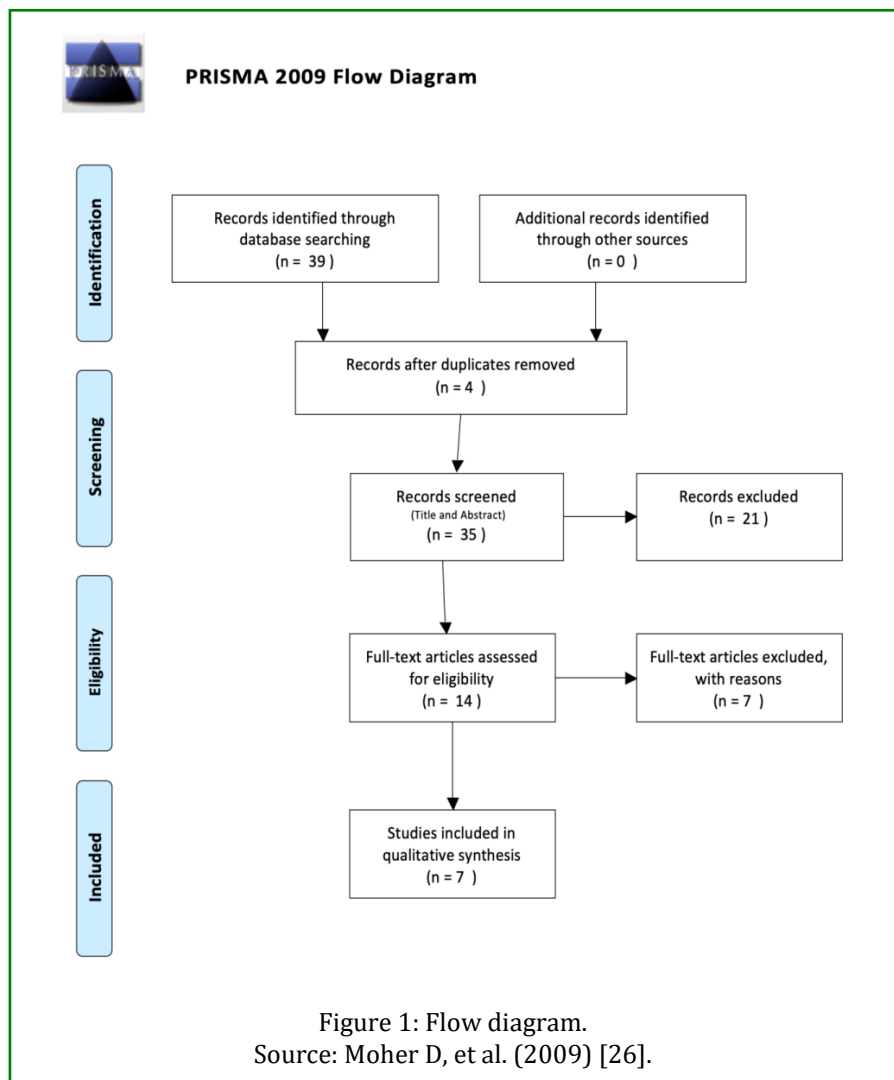 PRISMA
PRISMA 2009 Flow Diagram
Identification
Records identified through
database searching
(n = 39 )
Additional records identified
through other sources
(n = 0 )
Records after duplicates removed
(n = 4 )
Screening
Records screened
(Title and Abstract)
(n = 35 )
Records excluded
(n = 21 )
Eligibility
Full-text articles assessed
for eligibility
(n = 14 )
Full-text articles excluded,
with reasons
(n = 7 )
Included
Studies included in
qualitative synthesis
(n = 7 )
Figure 1: Flow diagram.
Source: Moher D, et al. (2009) [26].